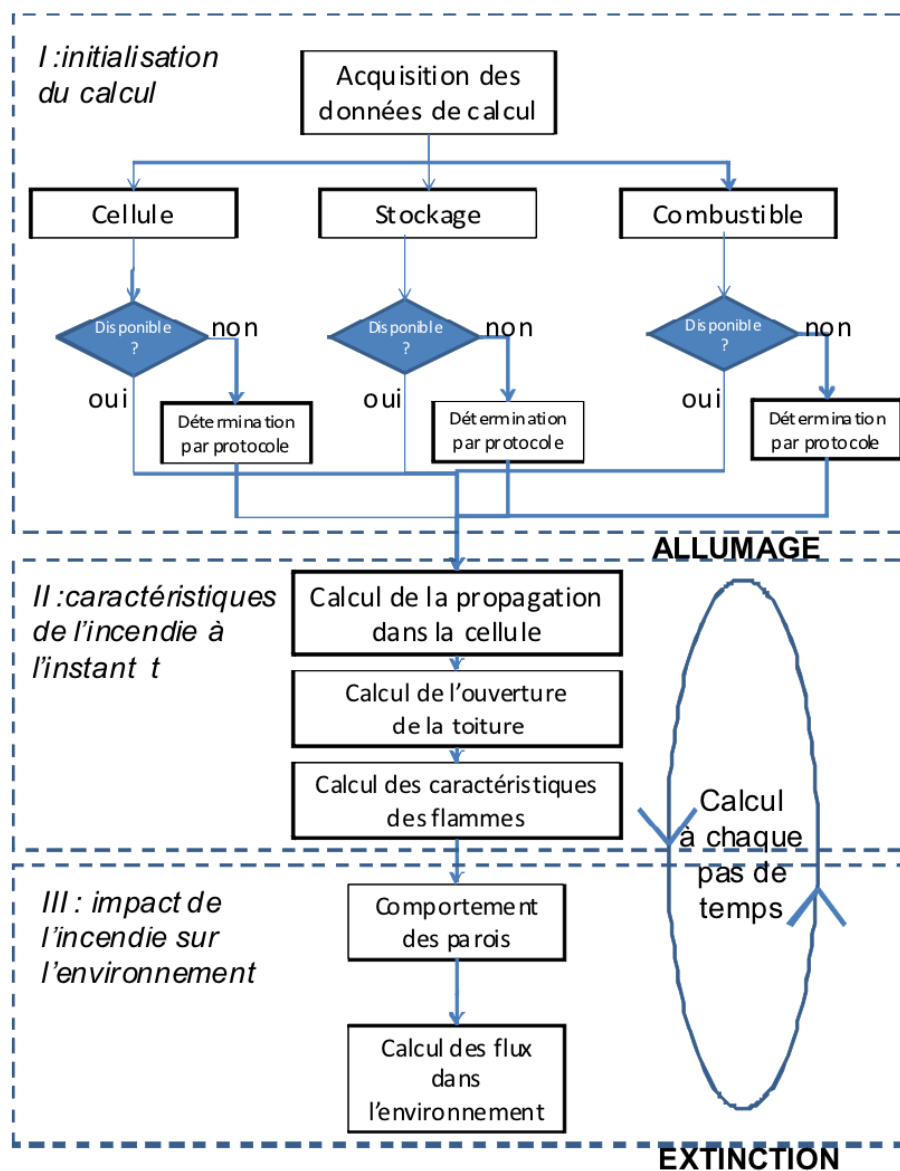 I :initialisation
du calcul
Acquisition des
données de calcul
Cellule
Stockage
Combustible
Disponible
?
non
oui
Disponible
?
non
oui
Disponible
?
non
oui
Détermination
par protocole
Détermination
par protocole
Détermination
par protocole
ALLUMAGE
II :caractéristiques
de l'incendie à
l'instant t
Calcul de la propagation
dans la cellule
Calcul de l'ouverture
de la toiture
Calcul des caractéristiques
des flammes
Calcul
à chaque
pas de
temps
III : impact de
l'incendie sur
l'environnement
Comportement
des parois
Calcul des flux
dans
l'environnement
EXTINCTION